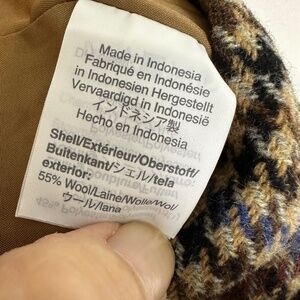 Made in Indonesia
Fabriqué en Indonésie
in Indonesien Hergestellt
Vervaardigd in Indonesië
インドネシア製
Hecho en Indonesia
Shell/Extérieur/Oberstoff/
Buitenkant/シェル/tela
exterior:
55% Wool/Laine/Wolle/Wol/
ウール/lana